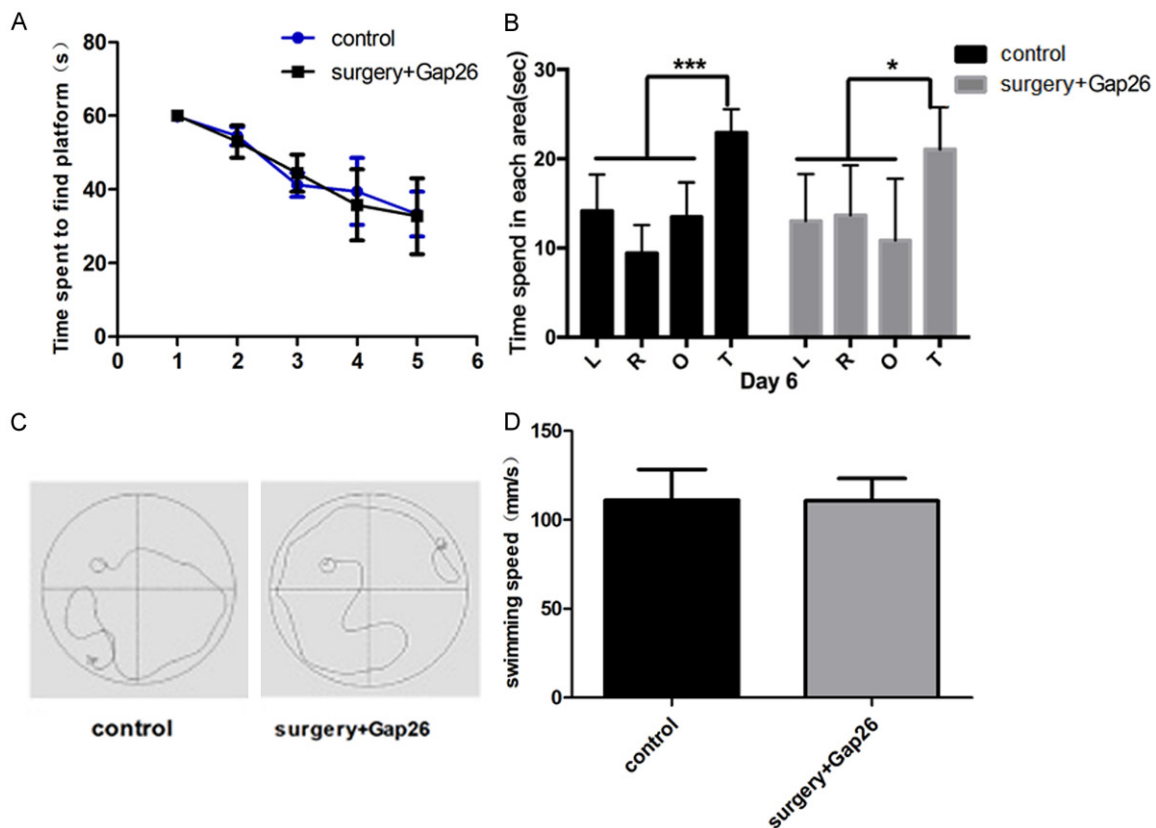 A
Time spent to find platform（s）
80
60
40
20
0
0 1 2 3 4 5 6
control
surgery+Gap26
B
Time spend in each area(sec)
30
20
10
0
*** *
control
surgery+Gap26
L R O T L R O T
Day 6
C
control surgery+Gap26
D
swimming speed（mm/s）
150
100
50
0
control surgery+Gap26